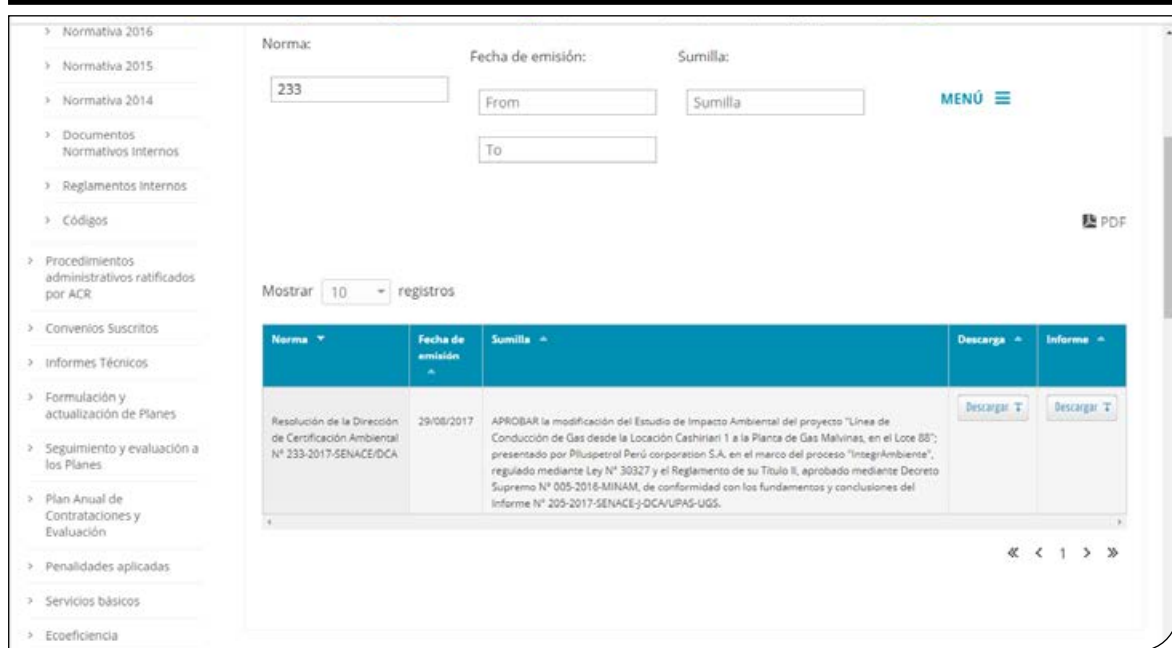 Normativa 2016
Normativa 2015
Normativa 2014
Documentos
Normativos Internos
Reglamentos Internos
Códigos
Procedimientos
administrativos ratificados
por ACR
Convenios Suscritos
Informes Técnicos
Formulación y
actualización de Planes
Seguimiento y evaluación a
los Planes
Plan Anual de
Contrataciones y
Evaluación
Penalidades aplicadas
Servicios básicos
Ecoeficiencia
Norma:
233
Fecha de emisión:
From
To
Sumilla:
Sumilla
MENÚ
PDF
Mostrar 10 registros
Norma
Fecha de
emisión
Sumilla
Descarga
Informe
Resolución de la Dirección
de Certificación Ambiental
N° 233-2017-SENACE/DCA
29/08/2017
APROBAR la modificación del Estudio de Impacto Ambiental del proyecto "Línea de
Conducción de Gas desde la Locación Cashiriari 1 a la Planta de Gas Malvinas, en el Lote 88";
presentado por Pluspetrol Perú corporation S.A. en el marco del proceso "IntegrAmbiente",
regulado mediante Ley N° 30327 y el Reglamento de su Título II, aprobado mediante Decreto
Supremo N° 005-2016-MINAM, de conformidad con los fundamentos y conclusiones del
Informe N° 205-2017-SENACE-J-DCA/UPAS-UGS.
Descargar
Descargar
« < 1 > »